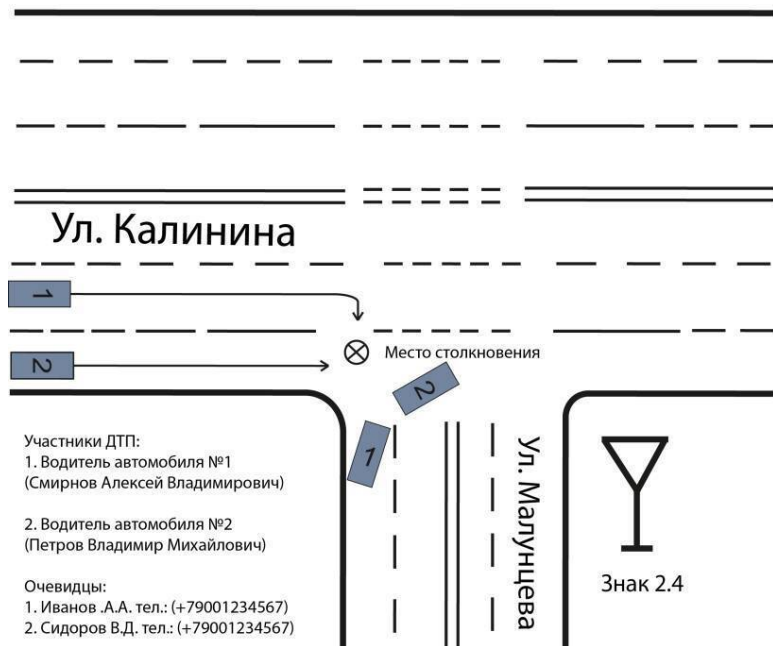 Ул. Калинина
1
2
Место столкновения
2
1
Ул. Малунцева
Участники ДТП:
1. Водитель автомобиля №1
(Смирнов Алексей Владимирович)
2. Водитель автомобиля №2
(Петров Владимир Михайлович)
Очевидцы:
1. Иванов .А.А. тел.: (+79001234567)
2. Сидоров В.Д. тел.: (+79001234567)
Знак 2.4